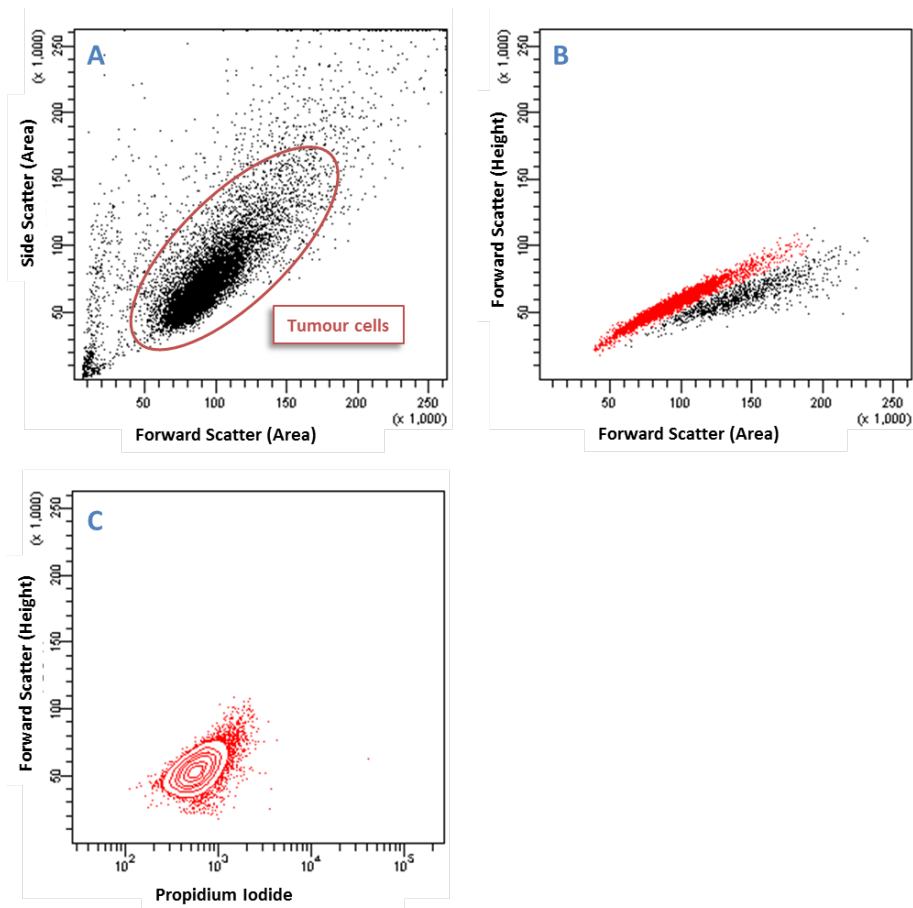 A
(x 1,000)
250
200
150
100
50
Side Scatter (Area)
Tumour cells
50 100 150 200 250
(x 1,000)
Forward Scatter (Area)
B
(x 1,000)
250
200
150
100
50
Forward Scatter (Height)
50 100 150 200 250
(x 1,000)
Forward Scatter (Area)
C
(x 1,000)
250
200
150
100
50
Forward Scatter (Height)
10² 10³ 10⁴ 10⁵
Propidium Iodide